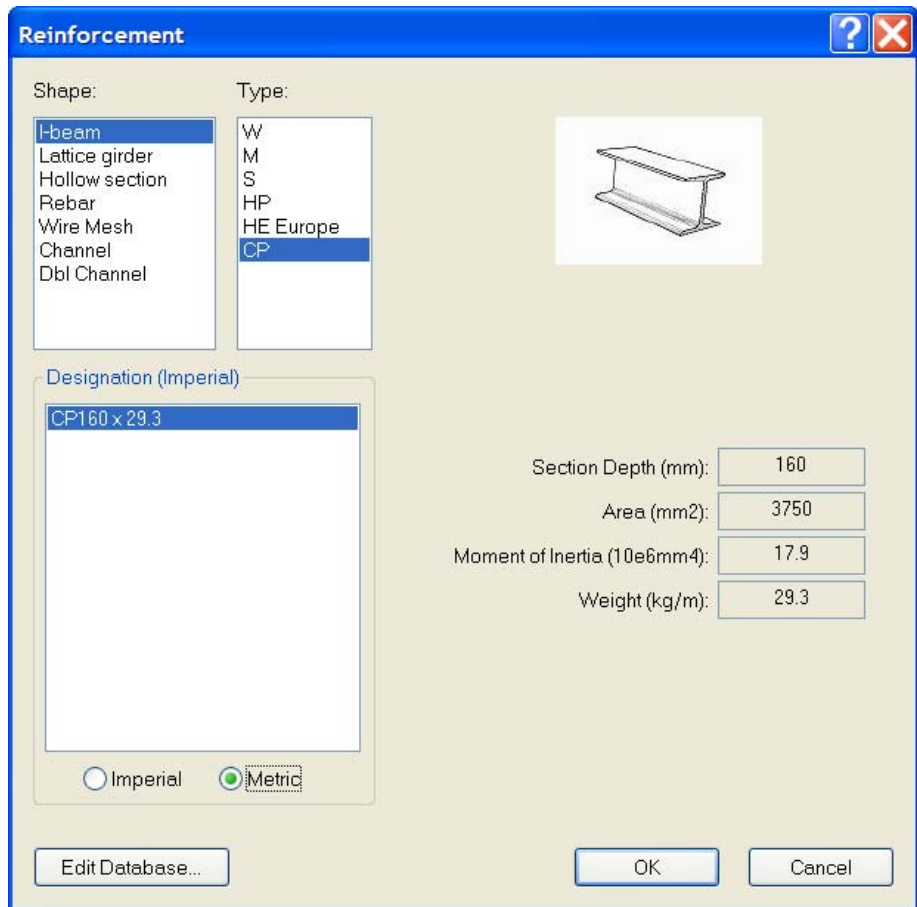 Reinforcement
Shape:
I-beam
Lattice girder
Hollow section
Rebar
Wire Mesh
Channel
Dbl Channel
Type:
W
M
S
HP
HE Europe
CP
Designation (Imperial)
CP160 x 29.3
Imperial Metric
Section Depth (mm): 160
Area (mm2): 3750
Moment of Inertia (10e6mm4): 17.9
Weight (kg/m): 29.3
Edit Database... OK Cancel